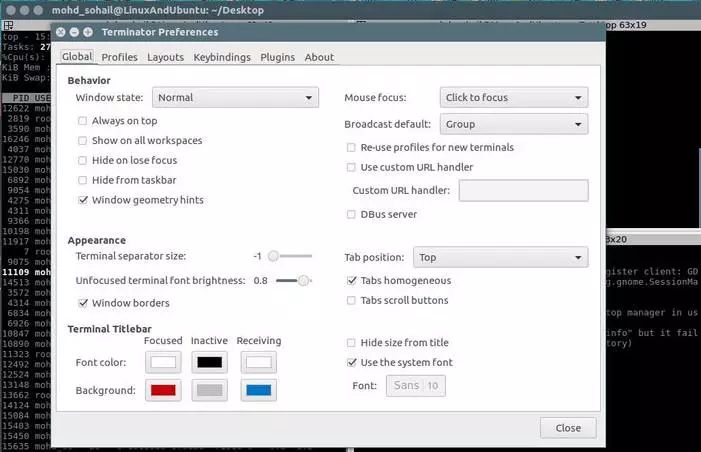 mohd_sohail@LinuxAndUbuntu: ~/Desktop
Desktop 63x19
Terminator Preferences
Global Profiles Layouts Keybindings Plugins About
top - 15:
Tasks: 27
%Cpu(s):
KiB Mem :
KiB Swap:
PID USE
12622 moh
2819 roo
3590 moh
16246 moh
4037 moh
12770 moh
15030 moh
6892 moh
9054 moh
4275 moh
4311 moh
9366 moh
10198 moh
11917 moh
7 roo
9075 moh
11109 moh
14513 moh
3572 moh
6814 moh
6834 moh
6926 moh
10847 moh
10890 moh
11323 roo
12492 moh
12524 moh
13148 moh
13662 roo
14124 moh
15084 moh
15403 moh
15450 moh
15635 moh
Behavior
Window state: Normal
Always on top
Show on all workspaces
Hide on lose focus
Hide from taskbar
Window geometry hints
Mouse focus: Click to focus
Broadcast default: Group
Re-use profiles for new terminals
Use custom URL handler
Custom URL handler:
DBus server
Appearance
Terminal separator size: -1
Unfocused terminal font brightness: 0.8
Window borders
Tab position: Top
Tabs homogeneous
Tabs scroll buttons
Terminal Titlebar
Focused Inactive Receiving
Font color:
Background:
Hide size from title
Use the system font
Font: Sans 10
Close
63x20
gister client: GD
g.gnome.SessionMa
top manager in us
info" but it fail
tory)